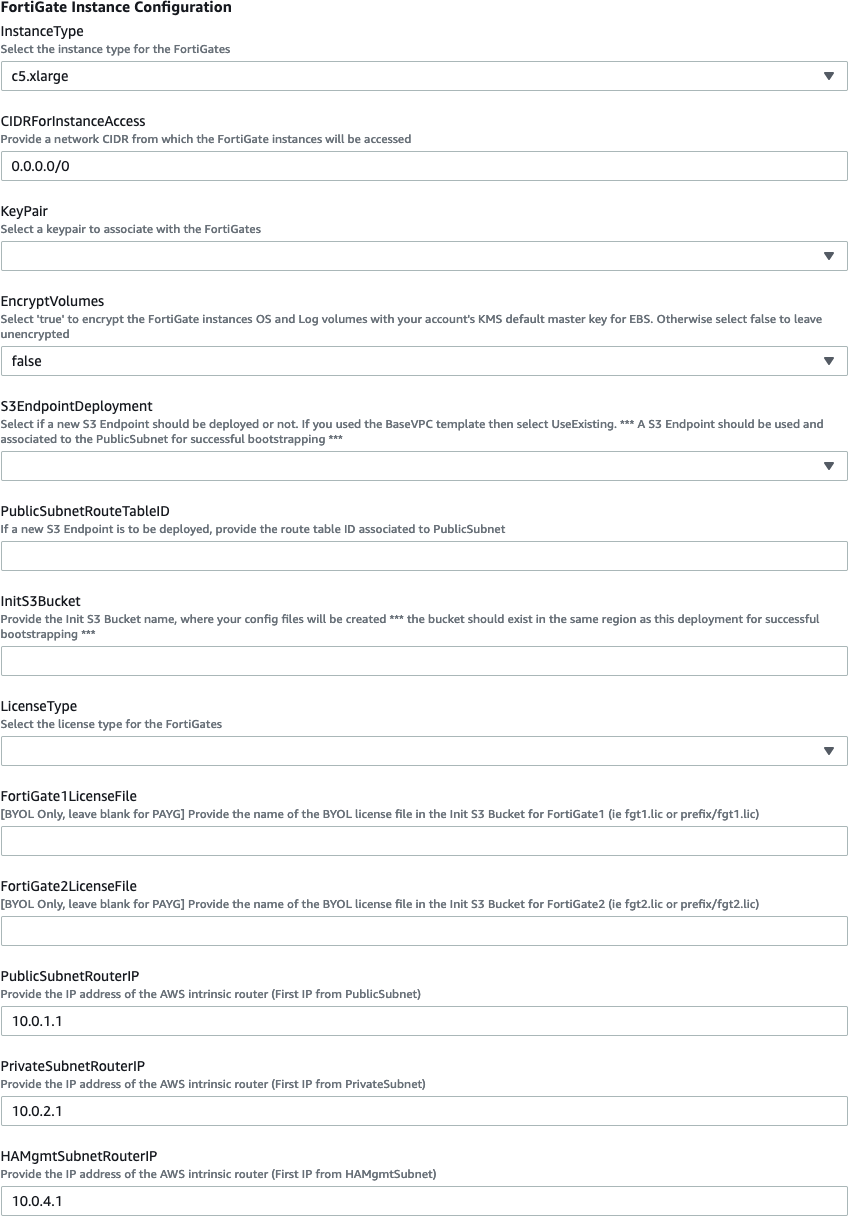 FortiGate Instance Configuration
InstanceType
Select the instance type for the FortiGates
c5.xlarge
CIDRForInstanceAccess
Provide a network CIDR from which the FortiGate instances will be accessed
0.0.0.0/0
KeyPair
Select a keypair to associate with the FortiGates
EncryptVolumes
Select 'true' to encrypt the FortiGate instances OS and Log volumes with your account's KMS default master key for EBS. Otherwise select false to leave
unencrypted
false
S3EndpointDeployment
Select if a new S3 Endpoint should be deployed or not. If you used the BaseVPC template then select UseExisting. *** A S3 Endpoint should be used and
associated to the PublicSubnet for successful bootstrapping ***
PublicSubnetRouteTableID
If a new S3 Endpoint is to be deployed, provide the route table ID associated to PublicSubnet
InitS3Bucket
Provide the Init S3 Bucket name, where your config files will be created *** the bucket should exist in the same region as this deployment for successful
bootstrapping ***
LicenseType
Select the license type for the FortiGates
FortiGate1LicenseFile
[BYOL Only, leave blank for PAYG] Provide the name of the BYOL license file in the Init S3 Bucket for FortiGate1 (ie fgt1.lic or prefix/fgt1.lic)
FortiGate2LicenseFile
[BYOL Only, leave blank for PAYG] Provide the name of the BYOL license file in the Init S3 Bucket for FortiGate2 (ie fgt2.lic or prefix/fgt2.lic)
PublicSubnetRouterIP
Provide the IP address of the AWS intrinsic router (First IP from PublicSubnet)
10.0.1.1
PrivateSubnetRouterIP
Provide the IP address of the AWS intrinsic router (First IP from PrivateSubnet)
10.0.2.1
HAMgmtSubnetRouterIP
Provide the IP address of the AWS intrinsic router (First IP from HAMgmtSubnet)
10.0.4.1